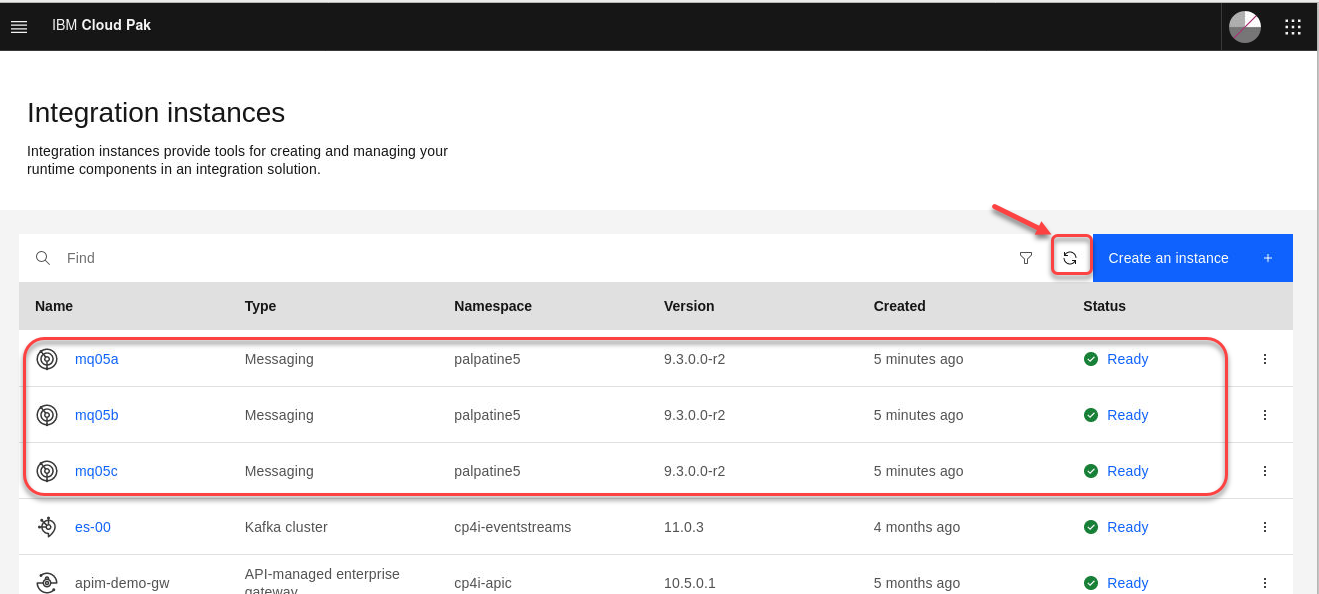 IBM Cloud Pak
Integration instances
Integration instances provide tools for creating and managing your
runtime components in an integration solution.
Find
Create an instance +
Name Type Namespace Version Created Status
mq05a Messaging palpatine5 9.3.0.0-r2 5 minutes ago Ready
mq05b Messaging palpatine5 9.3.0.0-r2 5 minutes ago Ready
mq05c Messaging palpatine5 9.3.0.0-r2 5 minutes ago Ready
es-00 Kafka cluster cp4i-eventstreams 11.0.3 4 months ago Ready
apim-demo-gw API-managed enterprise cp4i-apic 10.5.0.1 5 months ago Ready
gateway